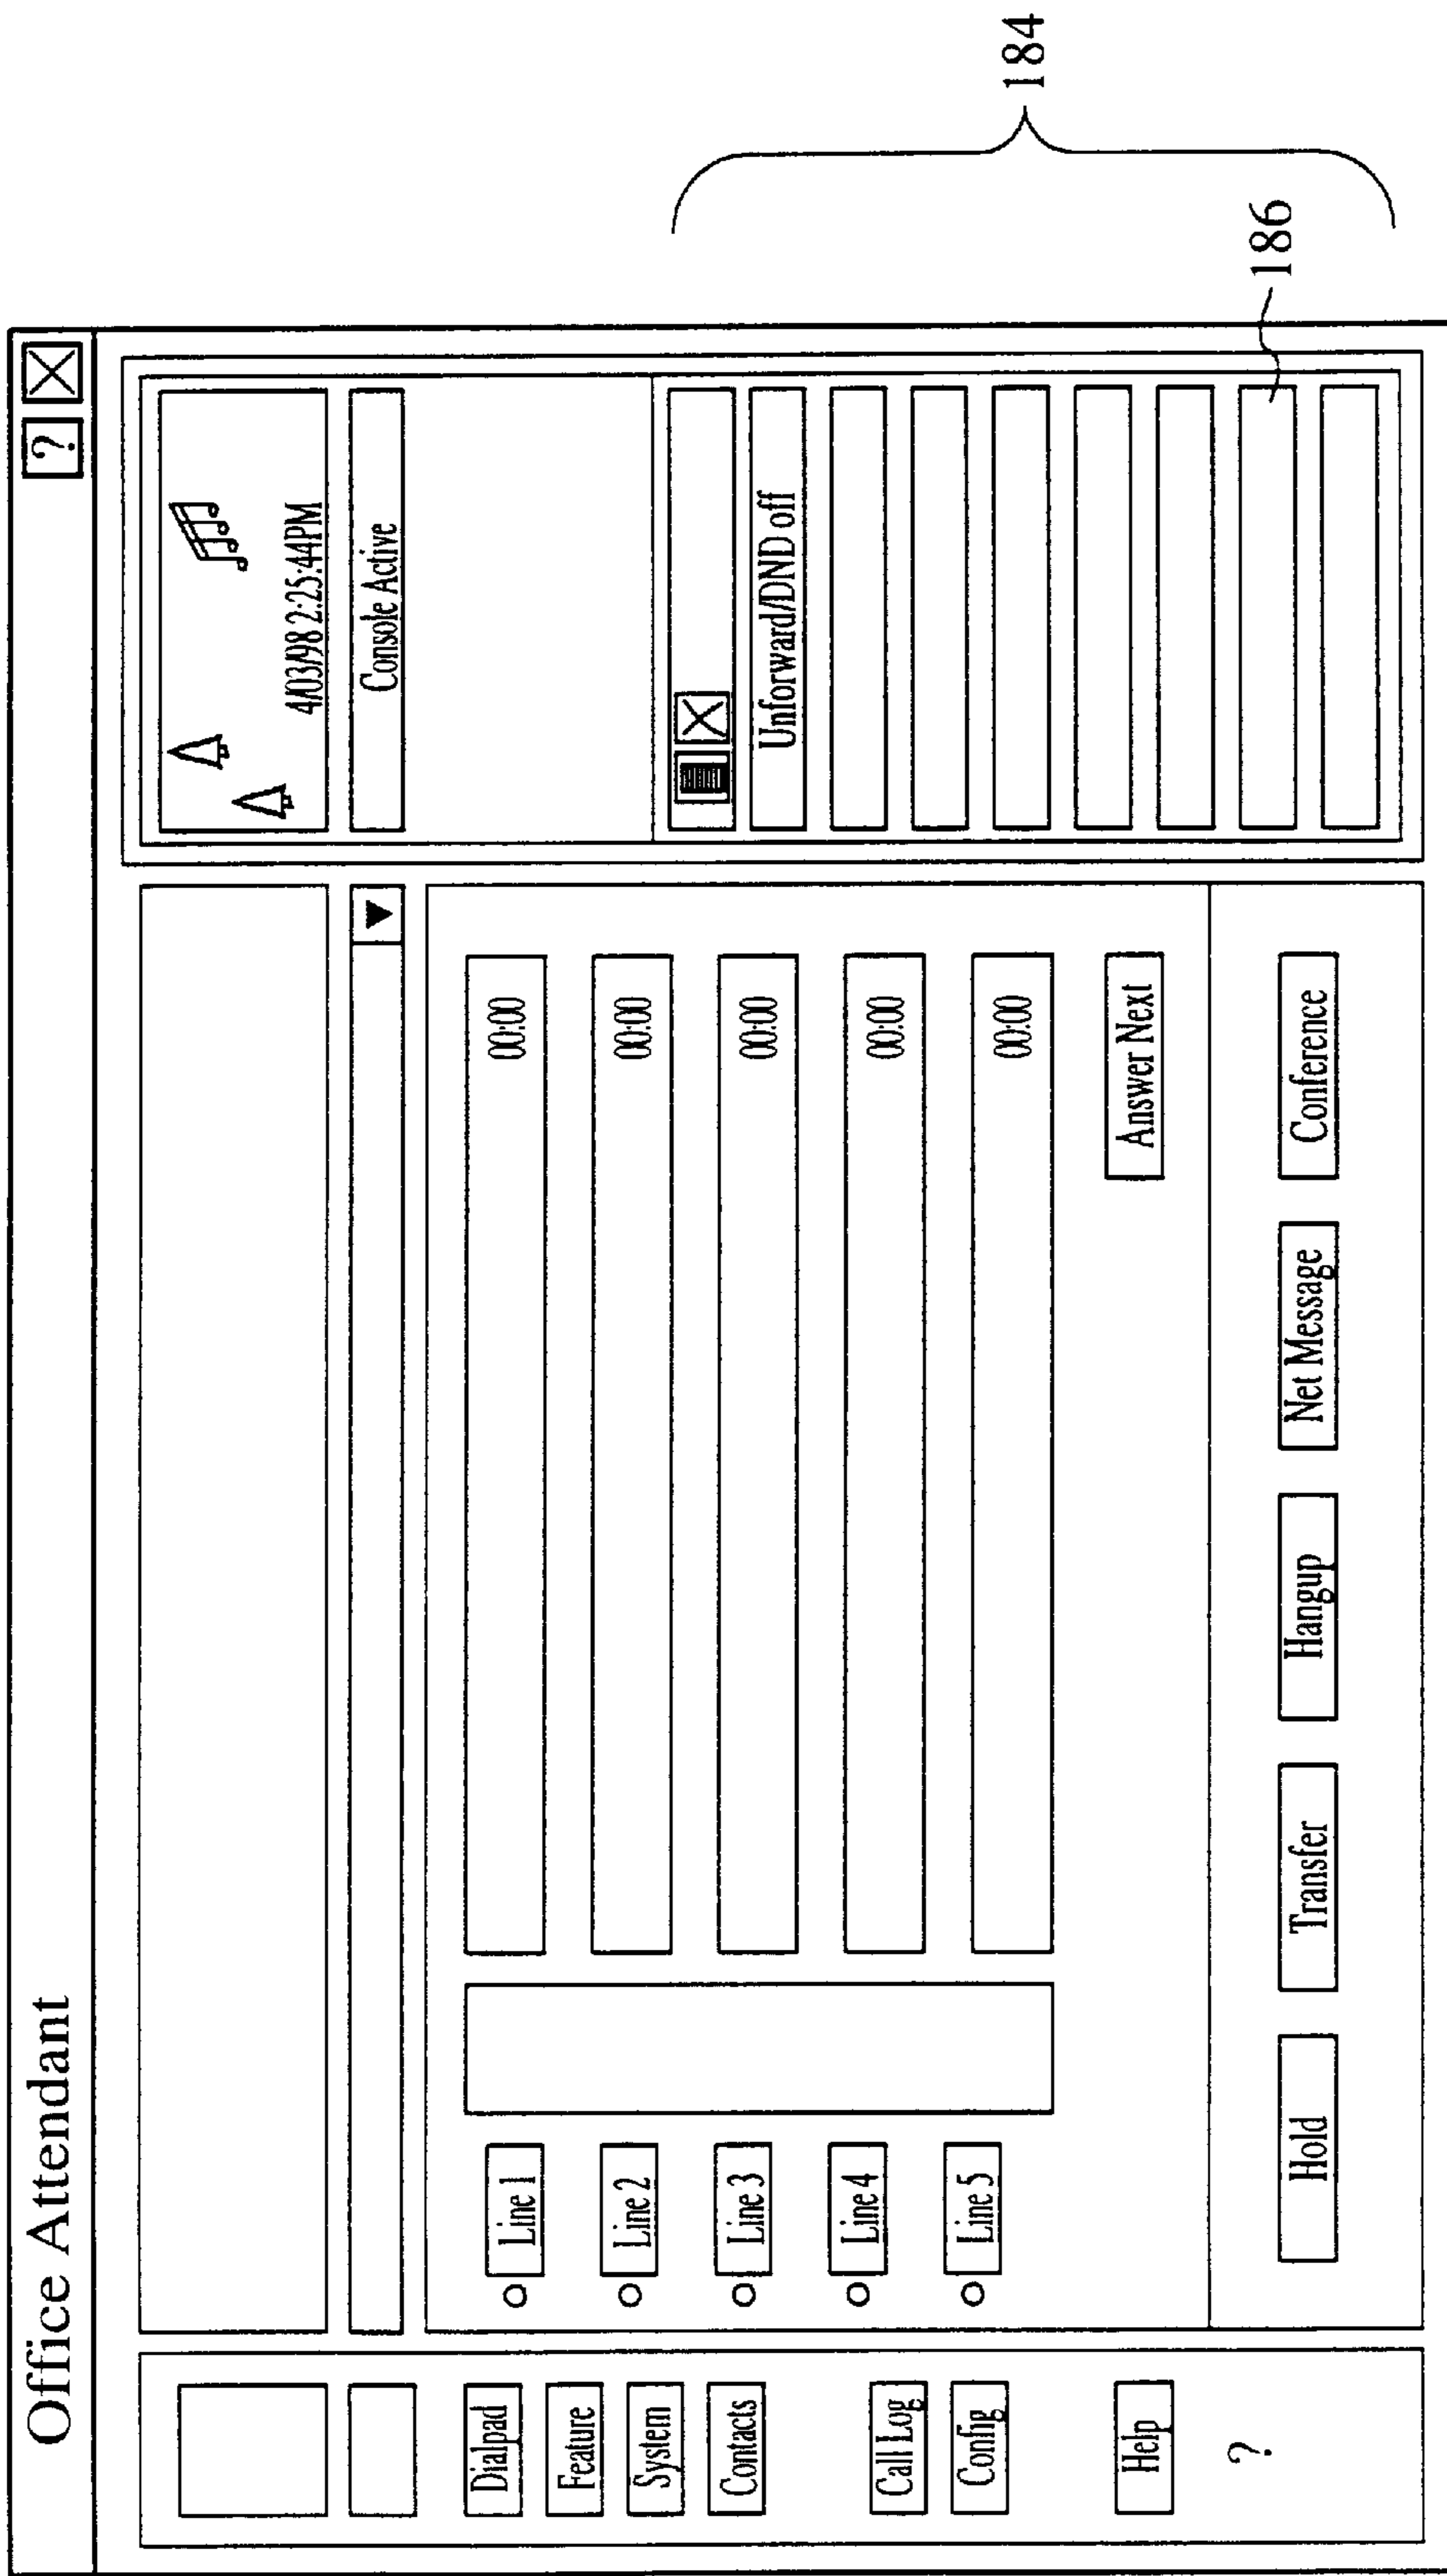 Office Attendant
?
Dialpad
Feature
System
Contacts
Call Log
Config
Help
?
Line 1
Line 2
Line 3
Line 4
Line 5
00:00
00:00
00:00
00:00
00:00
Answer Next
Hold
Transfer
Hangup
Net Message
Conference
4/03/98 2:25:44PM
Console Active
Unforward/DND off
184
186